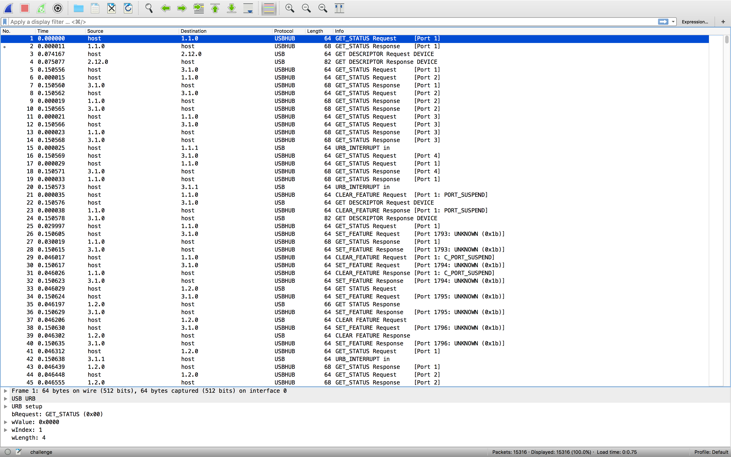 Apply a display filter ... <⌘/>
Expression...
+
No. Time Source Destination Protocol Length Info
1 0.000000 host 1.1.0 USBHUB 64 GET_STATUS Request [Port 1]
2 0.000011 1.1.0 host USBHUB 68 GET_STATUS Response [Port 1]
3 0.074167 host 2.12.0 USB 64 GET DESCRIPTOR Request DEVICE
4 0.075077 2.12.0 host USB 82 GET DESCRIPTOR Response DEVICE
5 0.150556 host 3.1.0 USBHUB 64 GET_STATUS Request [Port 1]
6 0.000015 host 1.1.0 USBHUB 64 GET_STATUS Request [Port 2]
7 0.150560 3.1.0 host USBHUB 68 GET_STATUS Response [Port 1]
8 0.150562 host 3.1.0 USBHUB 64 GET_STATUS Request [Port 2]
9 0.000019 1.1.0 host USBHUB 68 GET_STATUS Response [Port 2]
10 0.150565 3.1.0 host USBHUB 68 GET_STATUS Response [Port 2]
11 0.000021 host 1.1.0 USBHUB 64 GET_STATUS Request [Port 3]
12 0.150566 host 3.1.0 USBHUB 64 GET_STATUS Request [Port 3]
13 0.000023 1.1.0 host USBHUB 68 GET_STATUS Response [Port 3]
14 0.150568 3.1.0 host USBHUB 68 GET_STATUS Response [Port 3]
15 0.000025 host 1.1.1 USB 64 URB_INTERRUPT in
16 0.150569 host 3.1.0 USBHUB 64 GET_STATUS Request [Port 4]
17 0.000029 host 1.1.0 USBHUB 64 GET_STATUS Request [Port 1]
18 0.150571 3.1.0 host USBHUB 68 GET_STATUS Response [Port 4]
19 0.000033 1.1.0 host USBHUB 68 GET_STATUS Response [Port 1]
20 0.150573 host 3.1.1 USB 64 URB_INTERRUPT in
21 0.000035 host 1.1.0 USBHUB 64 CLEAR_FEATURE Request [Port 1: PORT_SUSPEND]
22 0.150576 host 3.1.0 USB 64 GET DESCRIPTOR Request DEVICE
23 0.000038 1.1.0 host USBHUB 64 CLEAR_FEATURE Response [Port 1: PORT_SUSPEND]
24 0.150578 3.1.0 host USB 82 GET DESCRIPTOR Response DEVICE
25 0.029997 host 1.1.0 USBHUB 64 GET_STATUS Request [Port 1]
26 0.150605 host 3.1.0 USBHUB 64 SET_FEATURE Request [Port 1793: UNKNOWN (0x1b)]
27 0.030019 1.1.0 host USBHUB 68 GET_STATUS Response [Port 1]
28 0.150615 3.1.0 host USBHUB 64 SET_FEATURE Response [Port 1793: UNKNOWN (0x1b)]
29 0.046017 host 1.1.0 USBHUB 64 CLEAR_FEATURE Request [Port 1: C_PORT_SUSPEND]
30 0.150617 host 3.1.0 USBHUB 64 SET_FEATURE Request [Port 1794: UNKNOWN (0x1b)]
31 0.046026 1.1.0 host USBHUB 64 CLEAR_FEATURE Response [Port 1: C_PORT_SUSPEND]
32 0.150623 3.1.0 host USBHUB 64 SET_FEATURE Response [Port 1794: UNKNOWN (0x1b)]
33 0.046029 host 1.2.0 USB 64 GET STATUS Request
34 0.150624 host 3.1.0 USBHUB 64 SET_FEATURE Request [Port 1795: UNKNOWN (0x1b)]
35 0.046197 1.2.0 host USB 66 GET STATUS Response
36 0.150629 3.1.0 host USBHUB 64 SET_FEATURE Response [Port 1795: UNKNOWN (0x1b)]
37 0.046206 host 1.2.0 USB 64 CLEAR FEATURE Request
38 0.150630 host 3.1.0 USBHUB 64 SET_FEATURE Request [Port 1796: UNKNOWN (0x1b)]
39 0.046302 1.2.0 host USB 64 CLEAR FEATURE Response
40 0.150635 3.1.0 host USBHUB 64 SET_FEATURE Response [Port 1796: UNKNOWN (0x1b)]
41 0.046312 host 1.2.0 USBHUB 64 GET_STATUS Request [Port 1]
42 0.150638 3.1.1 host USB 64 URB_INTERRUPT in
43 0.046439 1.2.0 host USBHUB 68 GET_STATUS Response [Port 1]
44 0.046448 host 1.2.0 USBHUB 64 GET_STATUS Request [Port 2]
45 0.046555 1.2.0 host USBHUB 68 GET_STATUS Response [Port 2]
Frame 1: 64 bytes on wire (512 bits), 64 bytes captured (512 bits) on interface 0
USB URB
URB setup
bRequest: GET_STATUS (0x00)
wValue: 0x0000
wIndex: 1
wLength: 4
challenge
Packets: 15316 · Displayed: 15316 (100.0%) · Load time: 0:0.75
Profile: Default